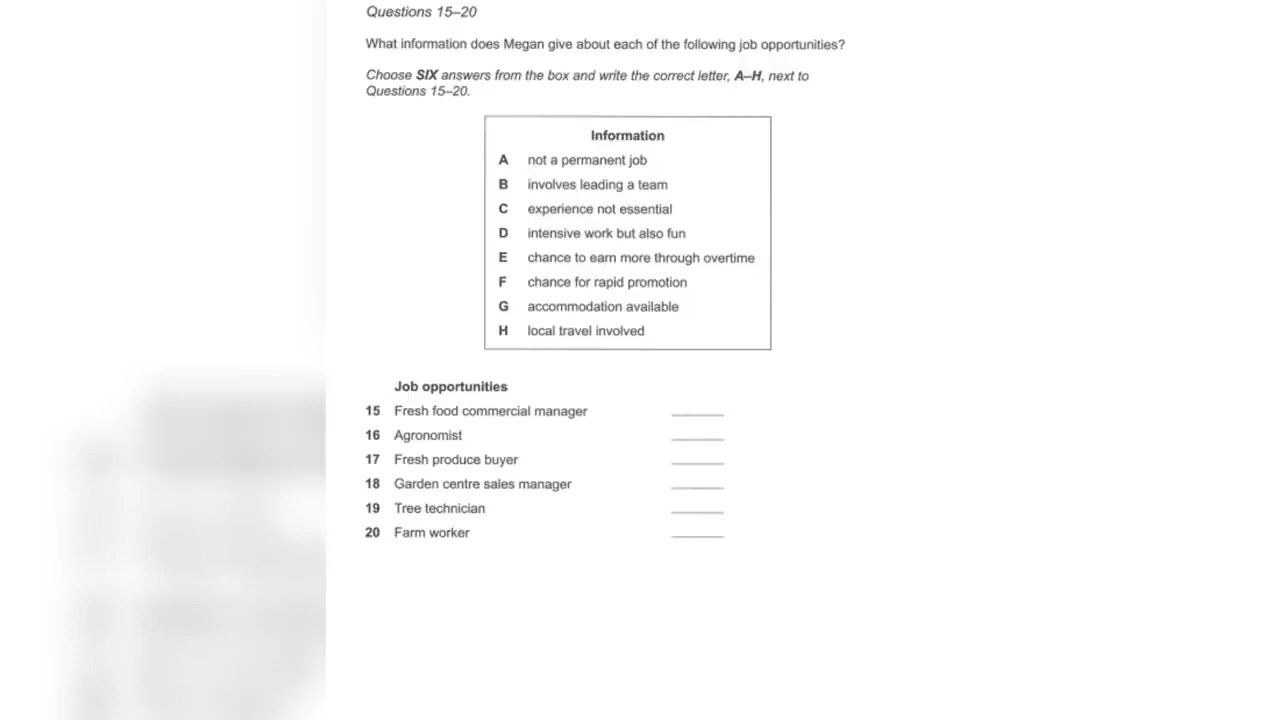 Questions 15–20
What information does Megan give about each of the following job opportunities?
Choose SIX answers from the box and write the correct letter, A–H, next to
Questions 15–20.
Information
A not a permanent job
B involves leading a team
C experience not essential
D intensive work but also fun
E chance to earn more through overtime
F chance for rapid promotion
G accommodation available
H local travel involved
Job opportunities
15 Fresh food commercial manager
16 Agronomist
17 Fresh produce buyer
18 Garden centre sales manager
19 Tree technician
20 Farm worker